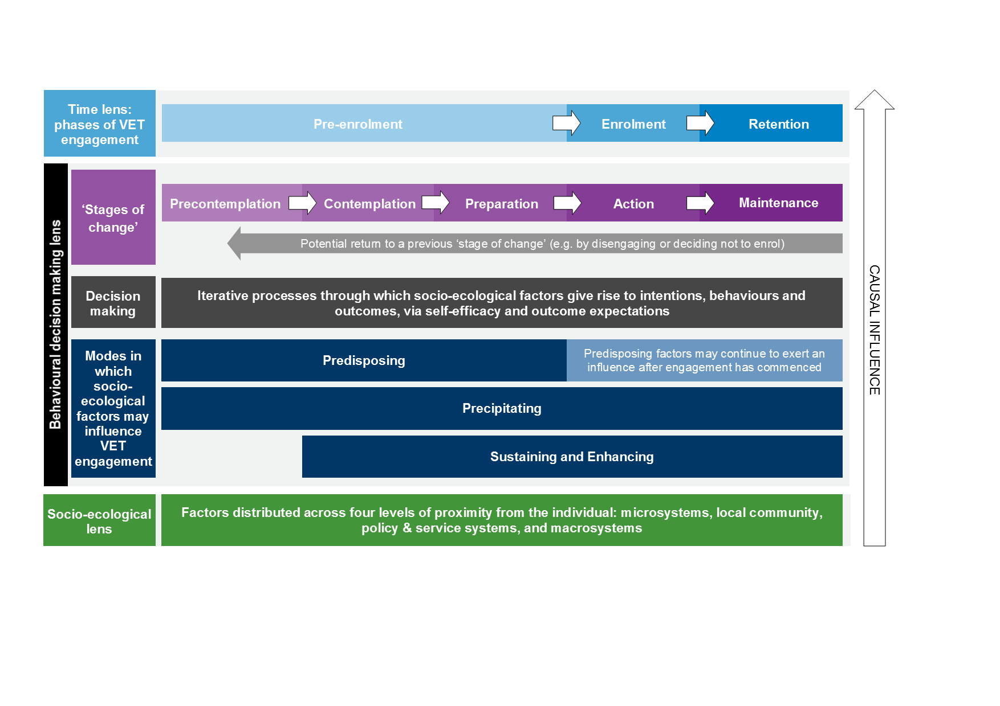 Time lens:
phases of VET
engagement
Pre-enrolment
Enrolment
Retention
Behavioural decision making lens
‘Stages of
change’
Precontemplation
Contemplation
Preparation
Action
Maintenance
Potential return to a previous ‘stage of change’ (e.g. by disengaging or deciding not to enrol)
Decision
making
Iterative processes through which socio-ecological factors give rise to intentions, behaviours and
outcomes, via self-efficacy and outcome expectations
Modes in
which
socio-
ecological
factors may
influence
VET
engagement
Predisposing
Predisposing factors may continue to exert an
influence after engagement has commenced
Precipitating
Sustaining and Enhancing
Socio-ecological
lens
Factors distributed across four levels of proximity from the individual: microsystems, local community,
policy & service systems, and macrosystems
CAUSAL INFLUENCE